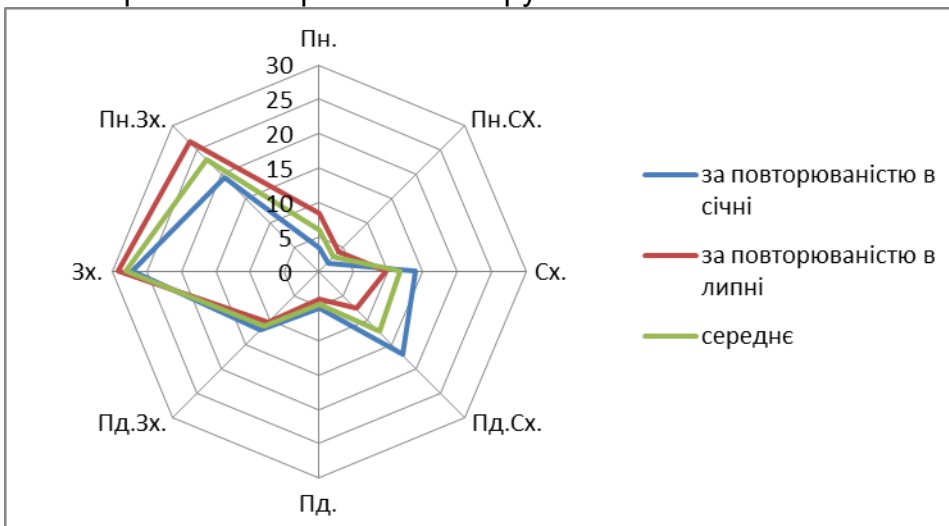 Пн.
30
25
20
15
10
5
0
Пн.СХ.
Сх.
Пд.Сх.
Пд.
Пд.Зх.
Зх.
Пн.Зх.
за повторюваністю в
січні
за повторюваністю в
липні
середнє